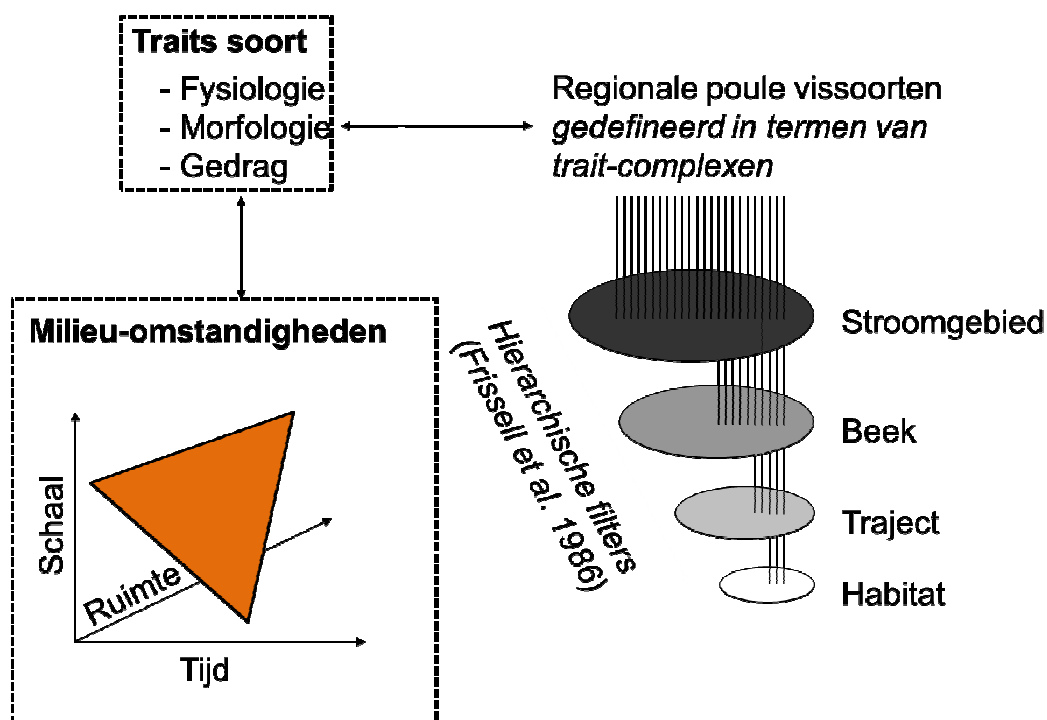 Traits soort
- Fysiologie
- Morfologie
- Gedrag
Regionale poule vissoorten
gedefineerd in termen van
trait-complexen
Milieu-omstandigheden
Schaal
Ruimte
Tijd
Hierarchische filters
(Frissell et al. 1986)
Stroomgebied
Beek
Traject
Habitat